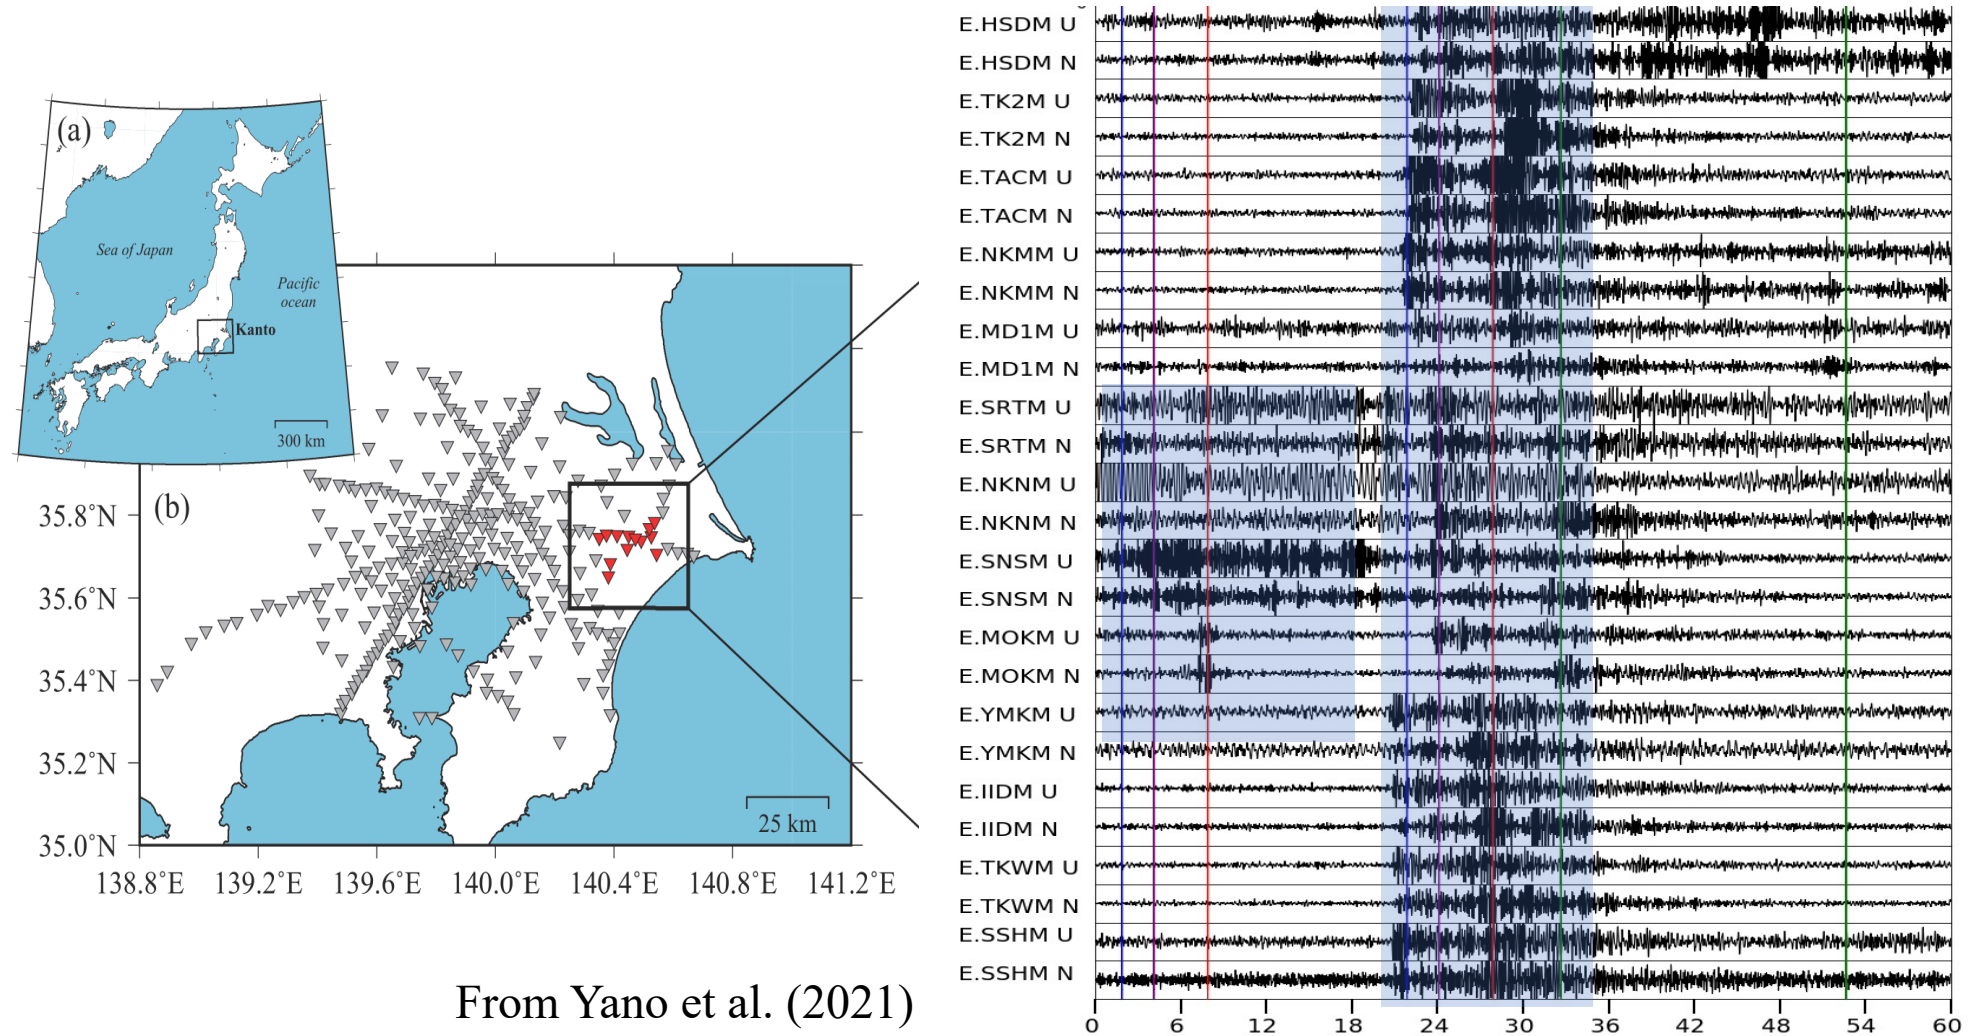 (a)
Sea of Japan
Pacific
ocean
Kanto
300 km
(b)
35.8°N
35.6°N
35.4°N
35.2°N
35.0°N
25 km
138.8°E 139.2°E 139.6°E 140.0°E 140.4°E 140.8°E 141.2°E
From Yano et al. (2021)
E.HSDM U
E.HSDM N
E.TK2M U
E.TK2M N
E.TACM U
E.TACM N
E.NKMM U
E.NKMM N
E.MD1M U
E.MD1M N
E.SRTM U
E.SRTM N
E.NKNM U
E.NKNM N
E.SNSM U
E.SNSM N
E.MOKM U
E.MOKM N
E.YMKM U
E.YMKM N
E.IIDM U
E.IIDM N
E.TKWM U
E.TKWM N
E.SSHM U
E.SSHM N
0 6 12 18 24 30 36 42 48 54 60